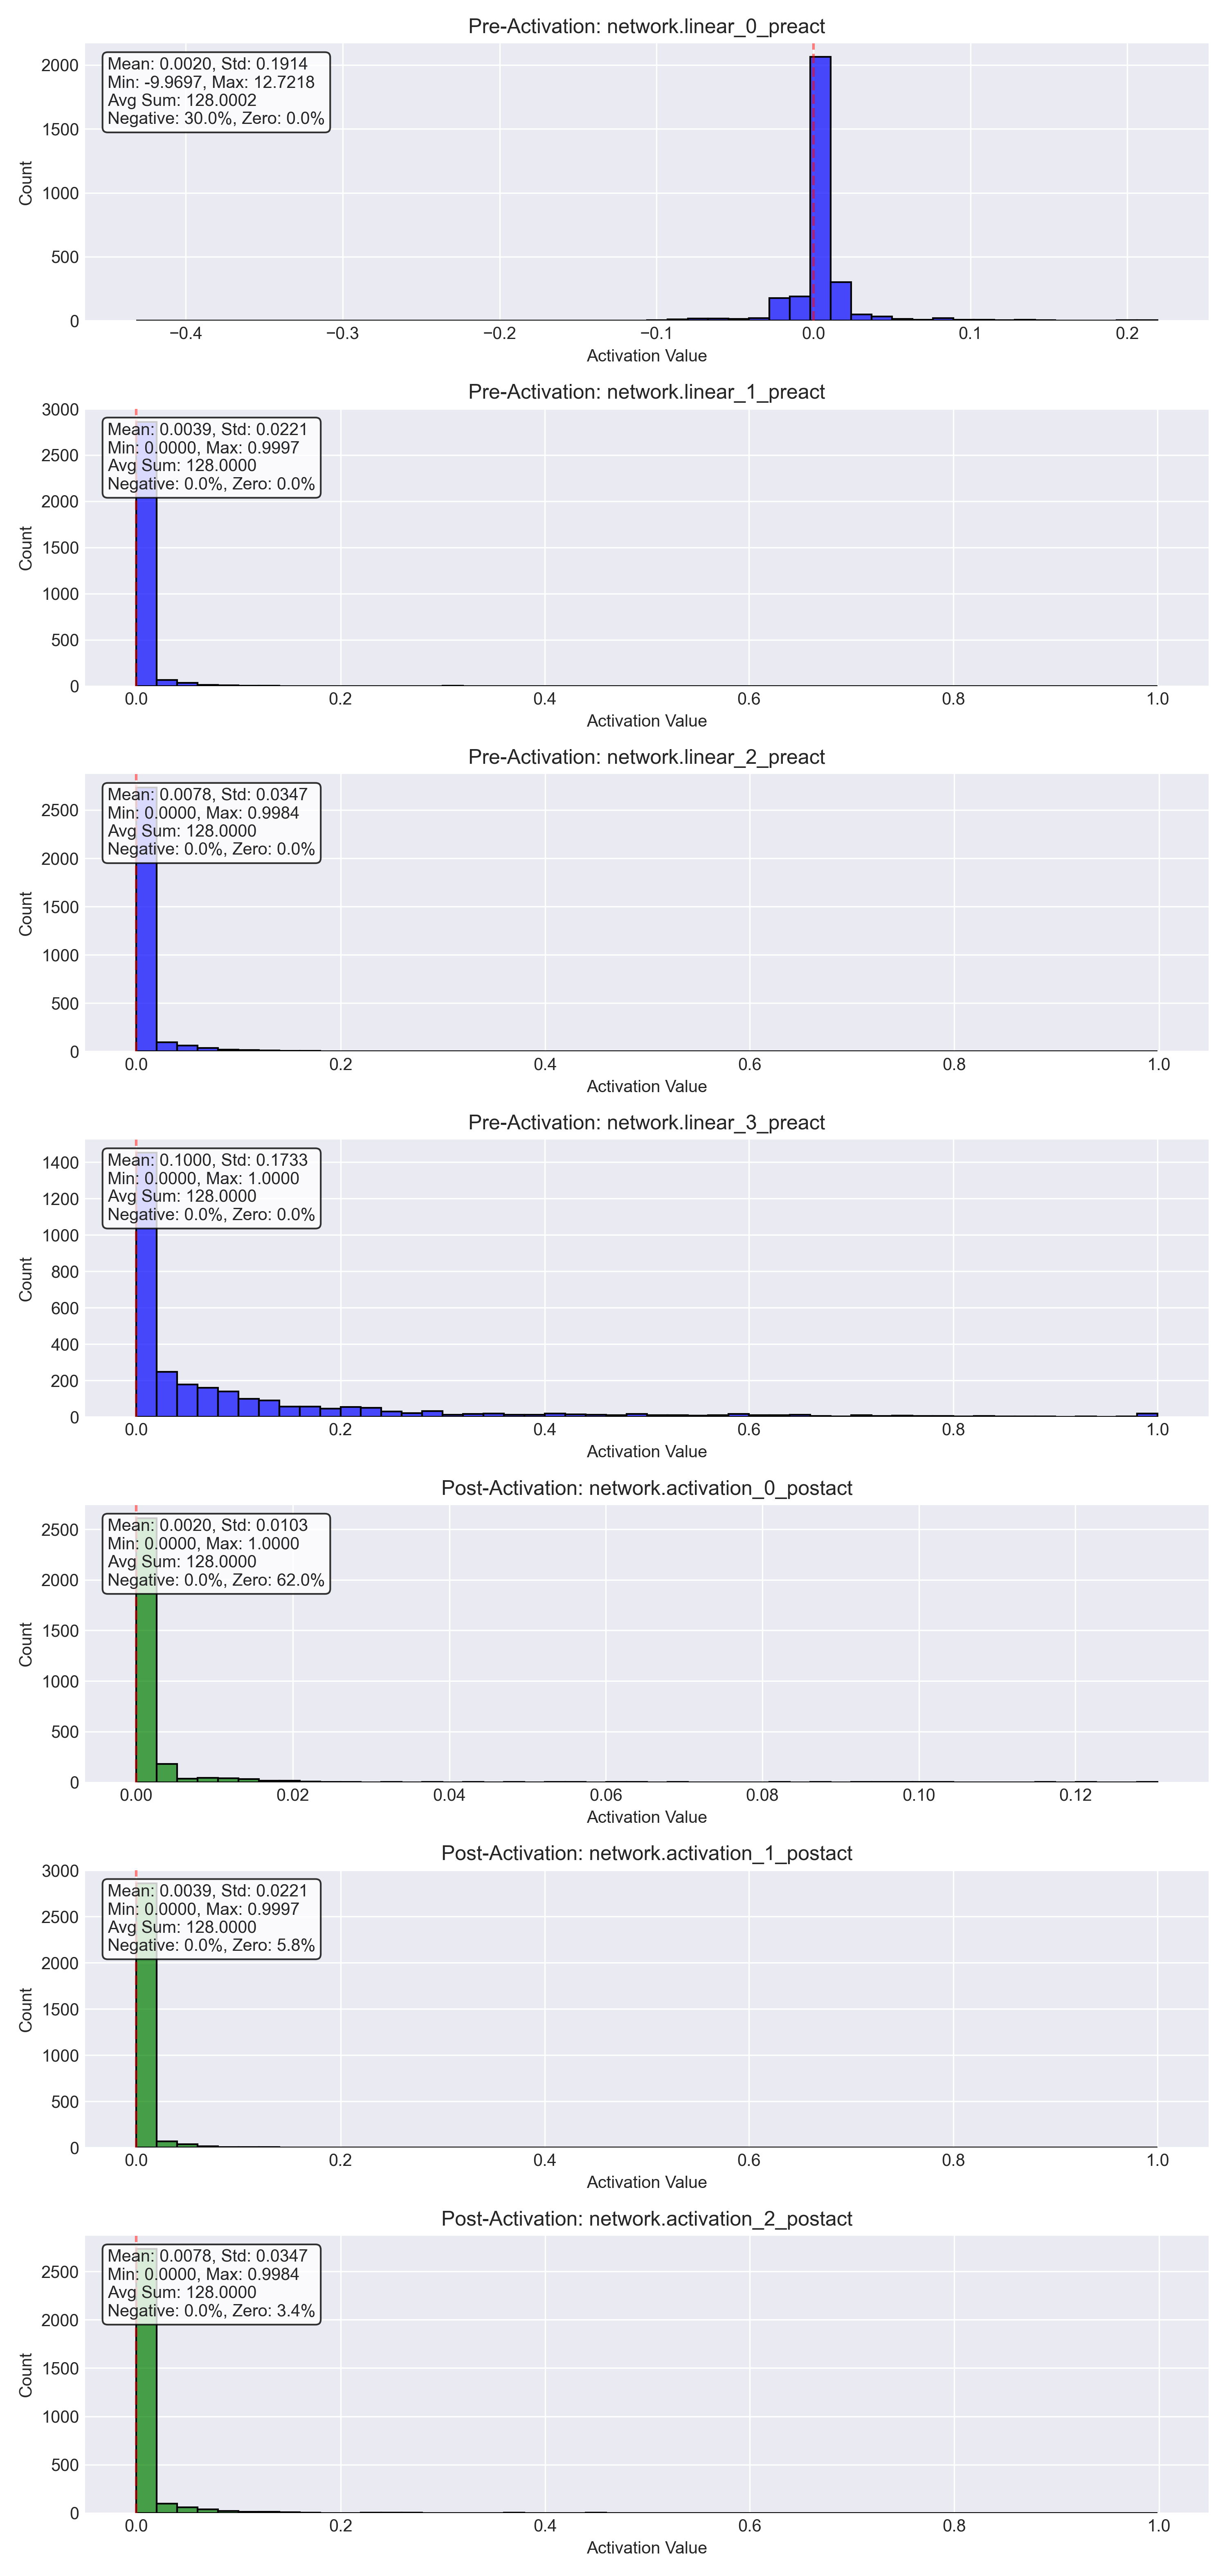 Pre-Activation: network.linear_0_preact
Mean: 0.0020, Std: 0.1914
Min: -9.9697, Max: 12.7218
Avg Sum: 128.0002
Negative: 30.0%, Zero: 0.0%
2000
1500
1000
500
0
Count
−0.4 −0.3 −0.2 −0.1 0.0 0.1 0.2
Activation Value
Pre-Activation: network.linear_1_preact
Mean: 0.0039, Std: 0.0221
Min: 0.0000, Max: 0.9997
Avg Sum: 128.0000
Negative: 0.0%, Zero: 0.0%
3000
2500
2000
1500
1000
500
0
Count
0.0 0.2 0.4 0.6 0.8 1.0
Activation Value
Pre-Activation: network.linear_2_preact
Mean: 0.0078, Std: 0.0347
Min: 0.0000, Max: 0.9984
Avg Sum: 128.0000
Negative: 0.0%, Zero: 0.0%
2500
2000
1500
1000
500
0
Count
0.0 0.2 0.4 0.6 0.8 1.0
Activation Value
Pre-Activation: network.linear_3_preact
Mean: 0.1000, Std: 0.1733
Min: 0.0000, Max: 1.0000
Avg Sum: 128.0000
Negative: 0.0%, Zero: 0.0%
1400
1200
1000
800
600
400
200
0
Count
0.0 0.2 0.4 0.6 0.8 1.0
Activation Value
Post-Activation: network.activation_0_postact
Mean: 0.0020, Std: 0.0103
Min: 0.0000, Max: 1.0000
Avg Sum: 128.0000
Negative: 0.0%, Zero: 62.0%
2500
2000
1500
1000
500
0
Count
0.00 0.02 0.04 0.06 0.08 0.10 0.12
Activation Value
Post-Activation: network.activation_1_postact
Mean: 0.0039, Std: 0.0221
Min: 0.0000, Max: 0.9997
Avg Sum: 128.0000
Negative: 0.0%, Zero: 5.8%
3000
2500
2000
1500
1000
500
0
Count
0.0 0.2 0.4 0.6 0.8 1.0
Activation Value
Post-Activation: network.activation_2_postact
Mean: 0.0078, Std: 0.0347
Min: 0.0000, Max: 0.9984
Avg Sum: 128.0000
Negative: 0.0%, Zero: 3.4%
2500
2000
1500
1000
500
0
Count
0.0 0.2 0.4 0.6 0.8 1.0
Activation Value